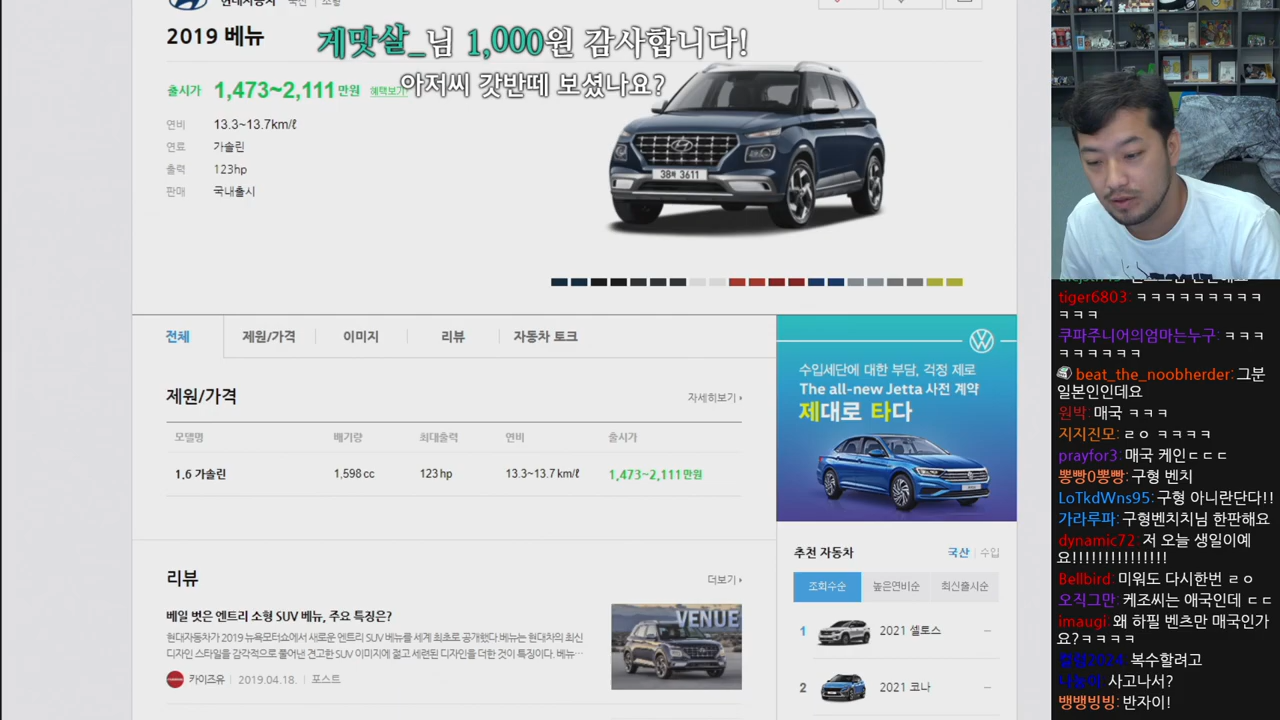 현대자동차 국산 | 소형
2019 베뉴
게맛살_님 1,000원 감사합니다!
아저씨 갓반떼 보셨나요?
출시가 1,473~2,111 만원 혜택보기
연비 13.3~13.7km/ℓ
연료 가솔린
출력 123hp
판매 국내출시
38식 3611
전체 제원/가격 이미지 리뷰 자동차 토크
제원/가격
자세히보기
모델명 배기량 최대출력 연비 출시가
1.6 가솔린 1,598 cc 123 hp 13.3~13.7 km/ℓ 1,473~2,111 만원
리뷰
더보기
베일 벗은 엔트리 소형 SUV 베뉴, 주요 특징은?
현대자동차가 2019 뉴욕모터쇼에서 새로운 엔트리 SUV 베뉴를 세계 최초로 공개했다. 베뉴는 현대차의 최신
디자인 스타일을 감각적으로 풀어낸 견고한 SUV 이미지에 젊고 세련된 디자인을 더한 것이 특징이다. 베뉴…
카이즈유 | 2019.04.18. | 포스트
VENUE
수입세단에 대한 부담, 걱정 제로
The all-new Jetta 사전 계약
제대로 타다
추천 자동차 국산 | 수입
조회수순 높은연비순 최신출시순
1 2021 셀토스 –
2 2021 코나 –
tiger6803: ㅋㅋㅋㅋㅋㅋㅋㅋㅋ
ㅋㅋㅋ
쿠파주니어의엄마는누구: ㅋㅋㅋ
ㅋㅋㅋㅋㅋㅋ
beat_the_noobherder: 그분
일본인인데요
원박: 매국 ㅋㅋㅋ
지지진모: ㄹㅇ ㅋㅋㅋㅋ
prayfor3: 매국 케인ㄷㄷㄷ
뽕빵0뽕빵: 구형 벤치
LoTkdWns95: 구형 아니란단다!!
가라루파: 구형벤치치님 한판해요
dynamic72: 저 오늘 생일이예
요!!!!!!!!!!!!!!!
Bellbird: 미워도 다시한번 ㄹㅇ
오직그만: 케조씨는 애국인데 ㄷㄷ
imaugi: 왜 하필 벤츠만 매국인가
요?ㅋㅋㅋㅋ
복수할려고
사고나서?
뱅뱅빙빙: 반자이!